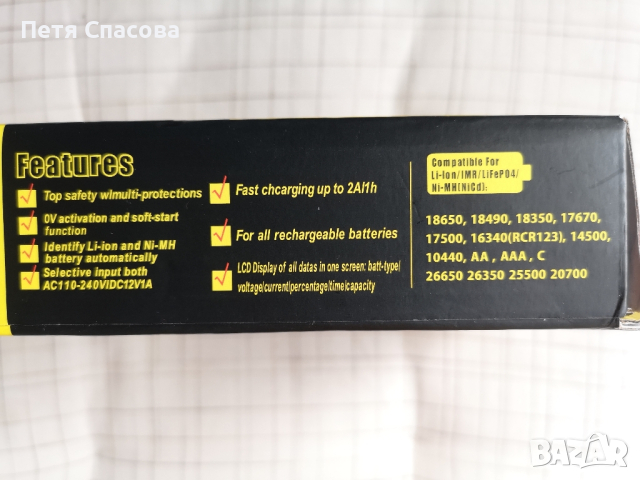 Петя Спасова
Features
Top safety w/multi-protections
0V activation and soft-start
function
Identify Li-ion and Ni-MH
battery automatically
Selective input both
AC110-240V/DC12V1A
Fast chcarging up to 2A/1h
For all rechargeable batteries
LCD Display of all datas in one screen: batt-type/
voltage/current/percentage/time/capacity
Compatible For
Li-Ion/IMR/LiFePO4/
Ni-MH(NiCd):
18650, 18490, 18350, 17670,
17500, 16340(RCR123), 14500,
10440, AA , AAA , C
26650 26350 25500 20700
BAZAR